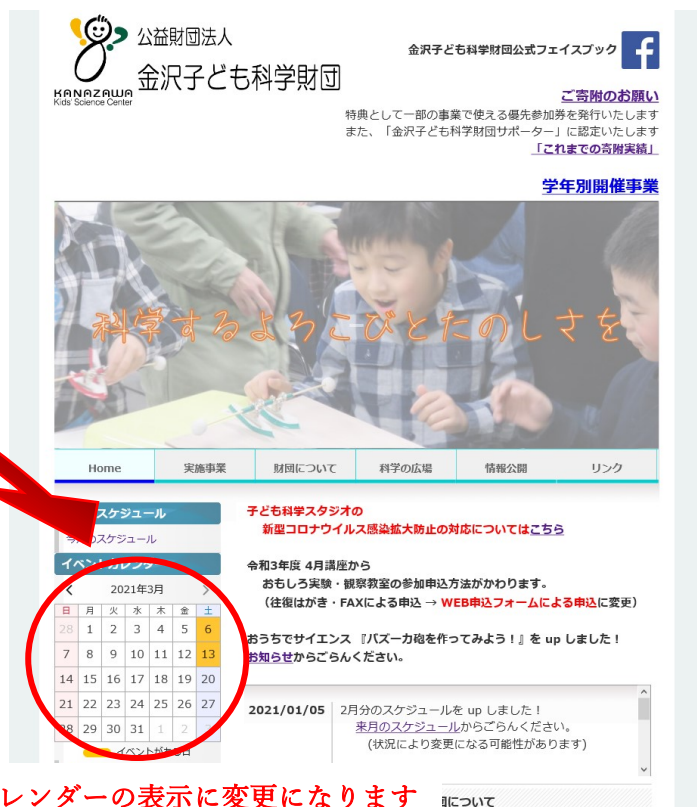 公益財団法人
金沢子ども科学財団
KANAZAWA
Kids' Science Center
金沢子ども科学財団公式フェイスブック
ご寄附のお願い
特典として一部の事業で使える優先参加券を発行いたします
また、「金沢子ども科学財団サポーター」に認定いたします
「これまでの寄附実績」
学年別開催事業
科学するよろこびとたのしさを
Home 実施事業 財団について 科学の広場 情報公開 リンク
スケジュール
のスケジュール
イベントカレンダー
2021年3月
日 月 火 水 木 金 土
28 1 2 3 4 5 6
7 8 9 10 11 12 13
14 15 16 17 18 19 20
21 22 23 24 25 26 27
28 29 30 31 1 2
イベントがある日
子ども科学スタジオの
新型コロナウイルス感染拡大防止の対応についてはこちら
令和3年度 4月講座から
おもしろ実験・観察教室の参加申込方法がかわります。
（往復はがき・FAXによる申込 → WEB申込フォームによる申込に変更）
おうちでサイエンス 『バズーカ砲を作ってみよう！』を up しました！
お知らせからごらんください。
2021/01/05 2月分のスケジュールを up しました！
来月のスケジュールからごらんください。
(状況により変更になる可能性があります)
レンダーの表示に変更になります
団について